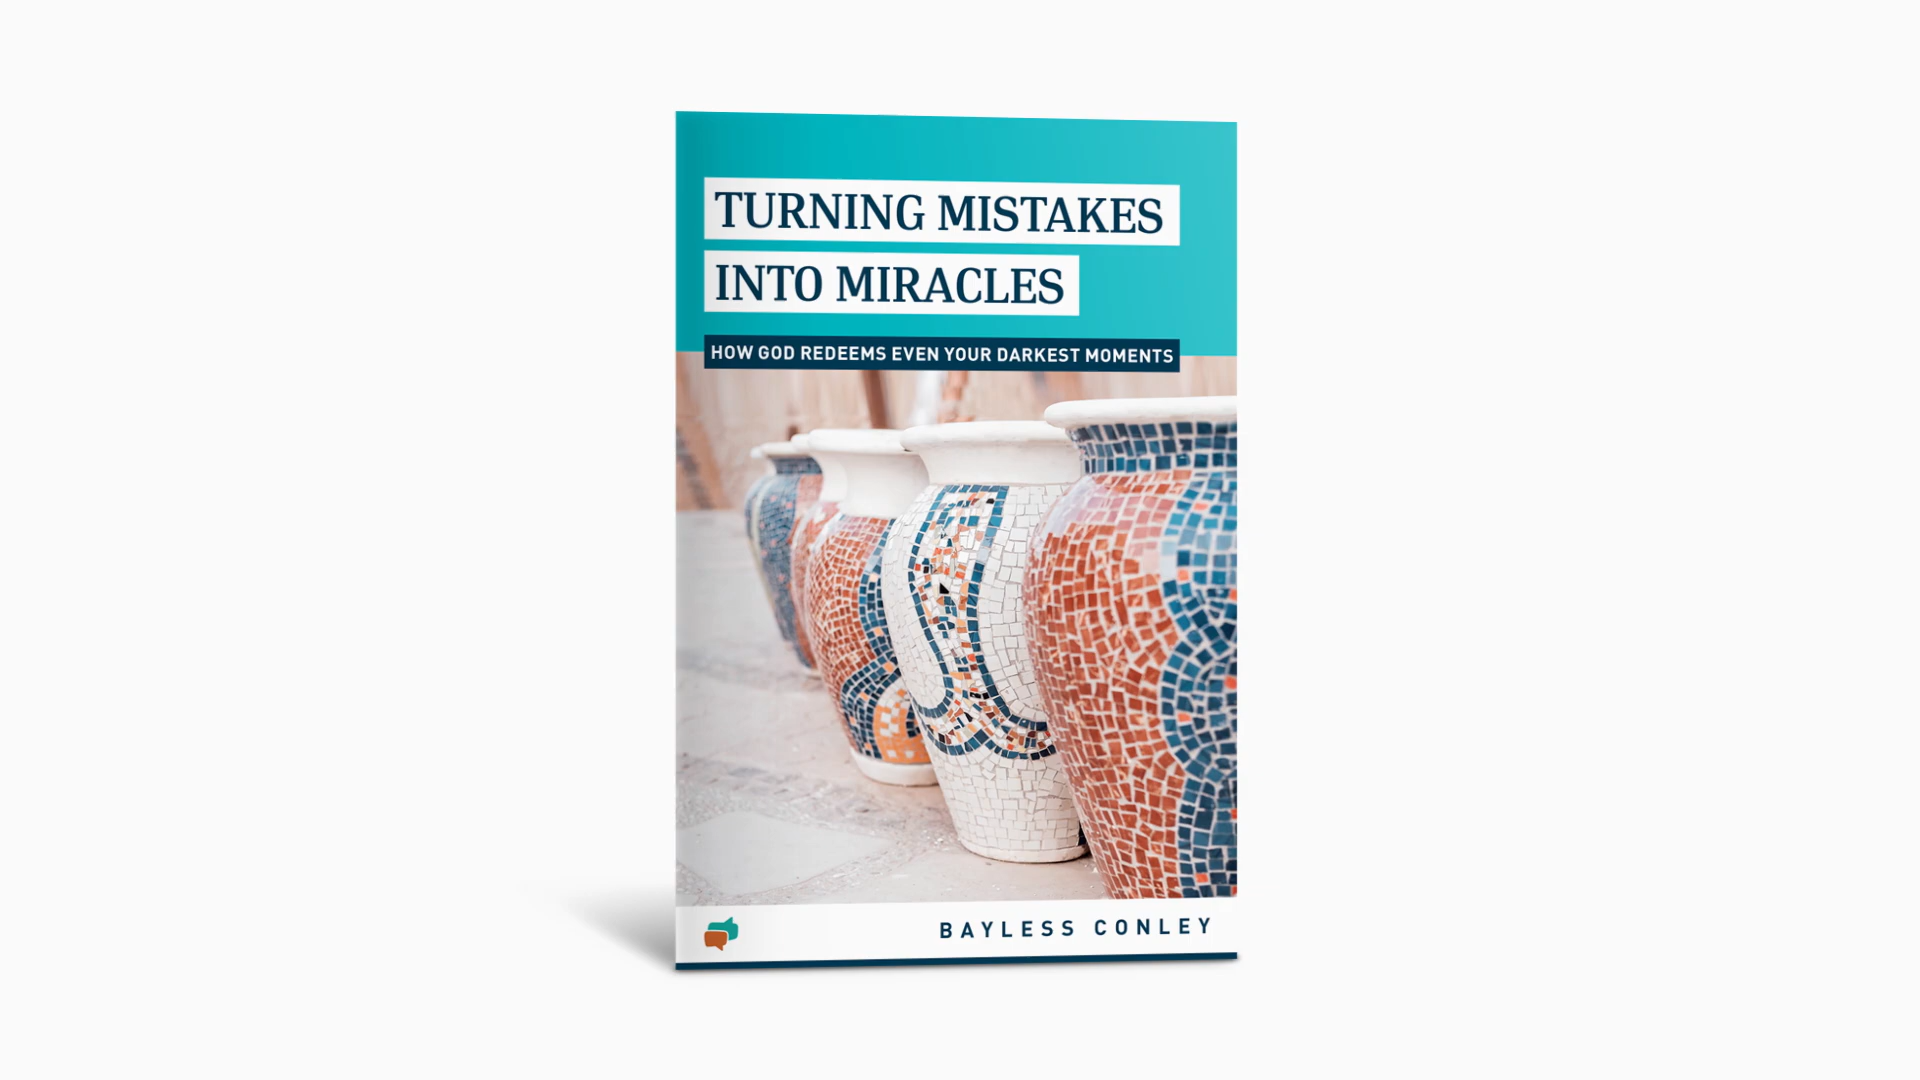 TURNING MISTAKES
INTO MIRACLES
HOW GOD REDEEMS EVEN YOUR DARKEST MOMENTS
BAYLESS CONLEY